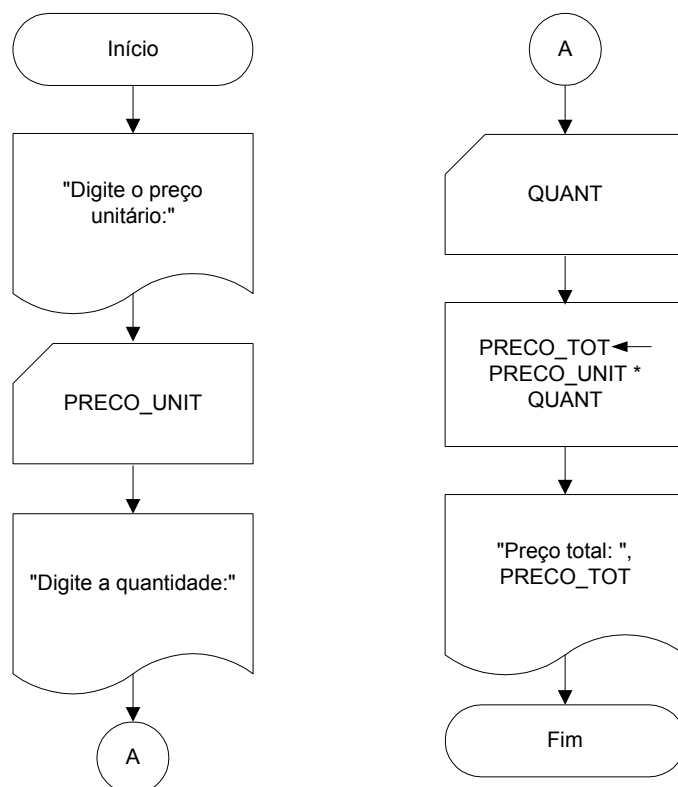 Início
"Digite o preço
unitário:"
PRECO_UNIT
"Digite a quantidade:"
A
A
QUANT
PRECO_TOT
PRECO_UNIT *
QUANT
"Preço total: ",
PRECO_TOT
Fim